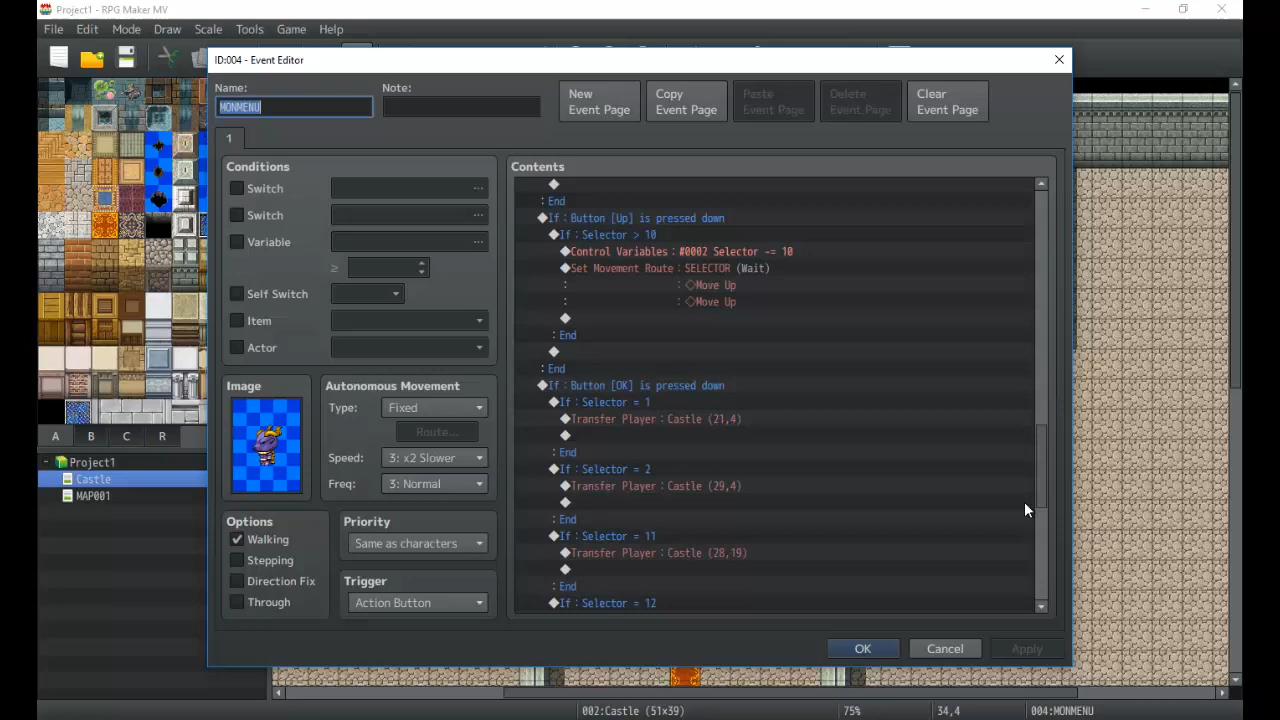 Project1 - RPG Maker MV
File Edit Mode Draw Scale Tools Game Help
ID:004 - Event Editor
Name:
MONMENU
Note:
New Event Page
Copy Event Page
Paste Event Page
Delete Event Page
Clear Event Page
1
Conditions
Switch ...
Switch ...
Variable ...
≥
Self Switch
Item
Actor
Image
Autonomous Movement
Type: Fixed
Route...
Speed: 3: x2 Slower
Freq: 3: Normal
Options
Walking
Stepping
Direction Fix
Through
Priority
Same as characters
Trigger
Action Button
Contents
◆
: End
◆If : Button [Up] is pressed down
◆If : Selector > 10
◆Control Variables : #0002 Selector -= 10
◆Set Movement Route : SELECTOR (Wait)
: : ◇Move Up
: : ◇Move Up
◆
: End
◆
: End
◆If : Button [OK] is pressed down
◆If : Selector = 1
◆Transfer Player : Castle (21,4)
◆
: End
◆If : Selector = 2
◆Transfer Player : Castle (29,4)
◆
: End
◆If : Selector = 11
◆Transfer Player : Castle (28,19)
◆
: End
◆If : Selector = 12
OK Cancel Apply
A B C R
Project1
Castle
MAP001
002:Castle (51x39) 75% 34,4 004:MONMENU